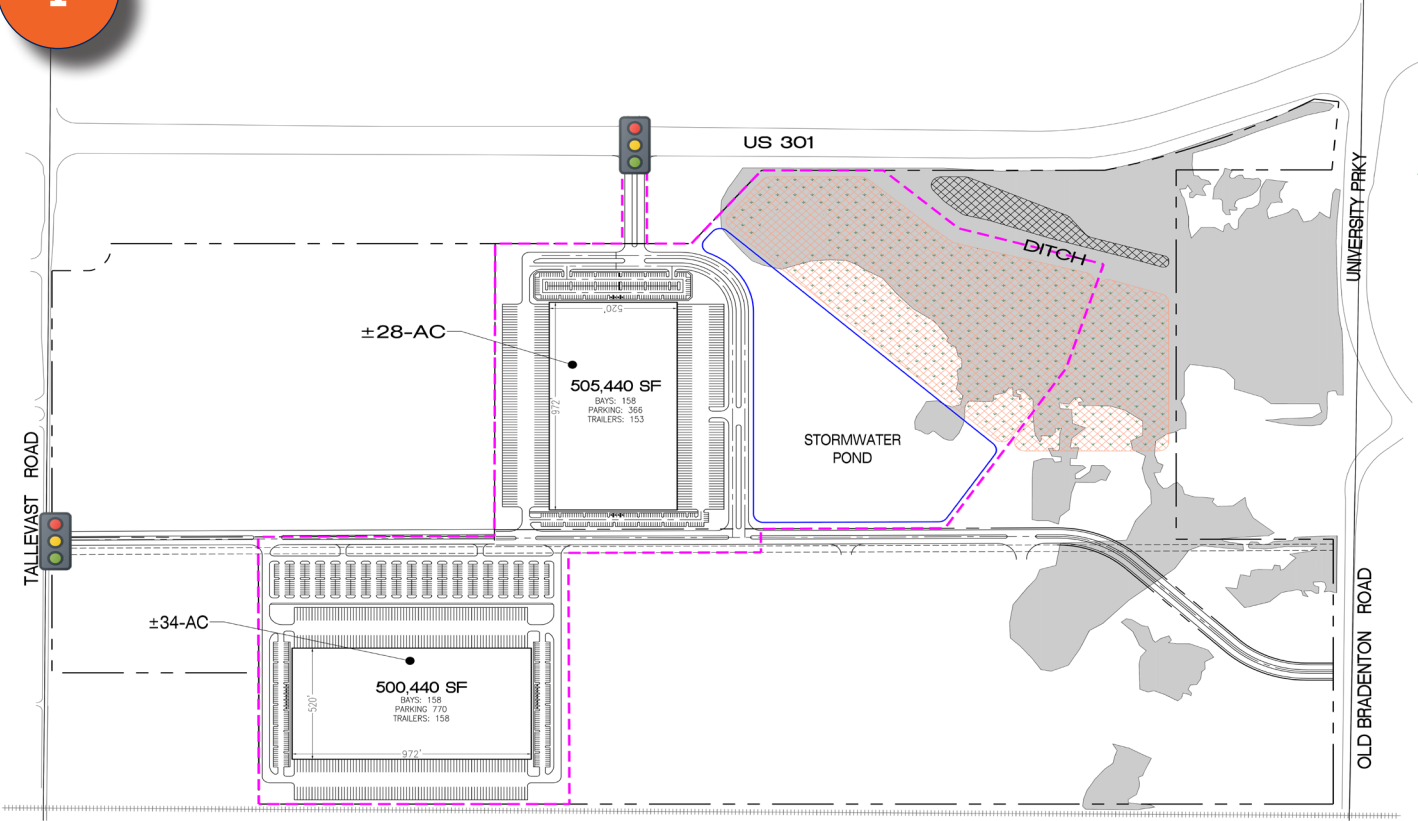 US 301
UNIVERSITY PRKY
DITCH
±28-AC
520'
972'
505,440 SF
BAYS: 158
PARKING: 366
TRAILERS: 153
STORMWATER
POND
TALLEVAST ROAD
±34-AC
500,440 SF
BAYS: 158
PARKING 770
TRAILERS: 158
520'
972'
OLD BRADENTON ROAD